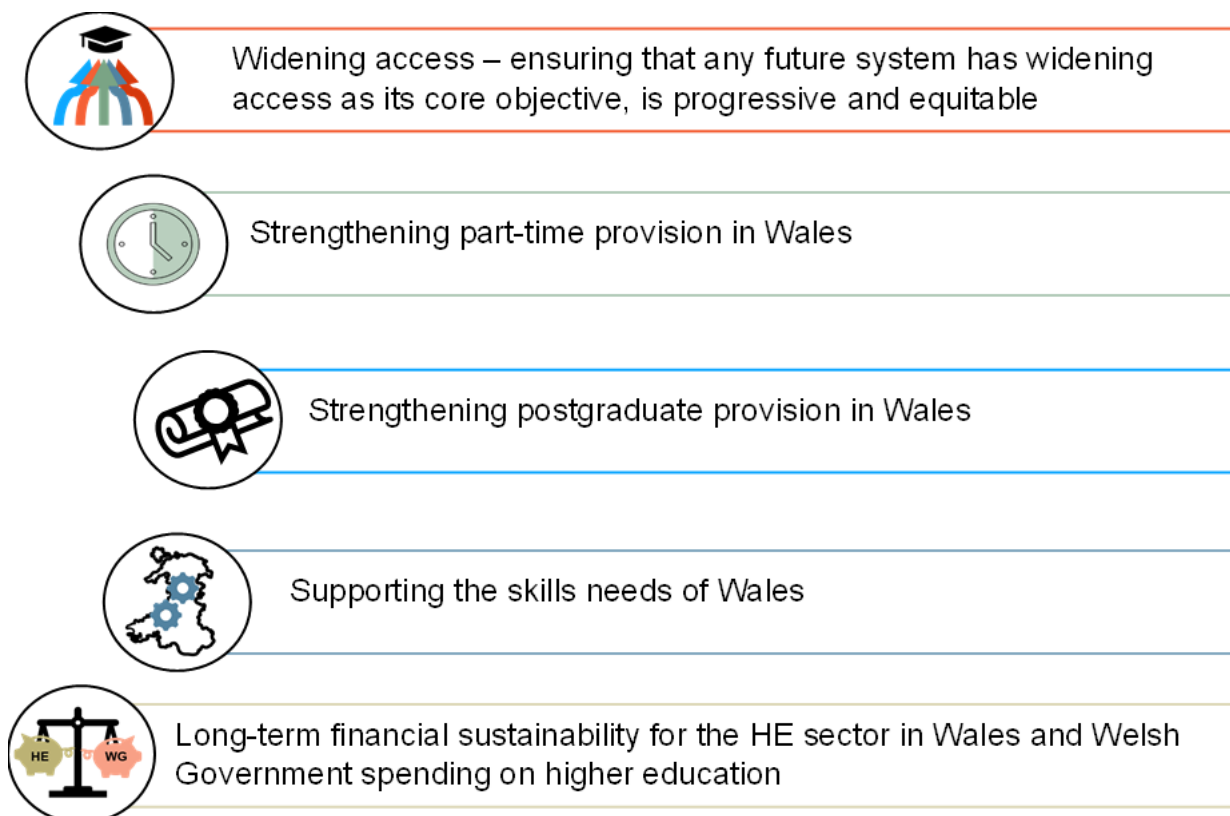 Widening access – ensuring that any future system has widening
access as its core objective, is progressive and equitable
Strengthening part-time provision in Wales
Strengthening postgraduate provision in Wales
Supporting the skills needs of Wales
HE
WG
Long-term financial sustainability for the HE sector in Wales and Welsh
Government spending on higher education